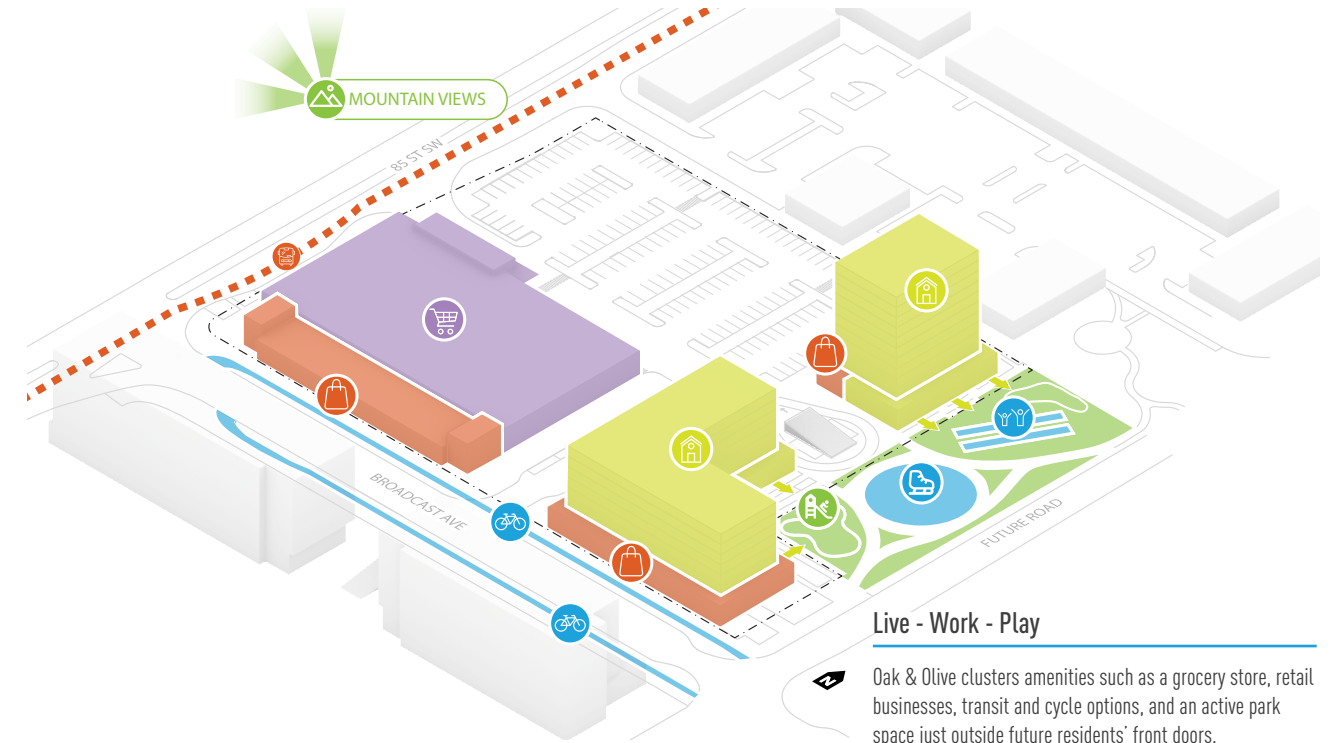 MOUNTAIN VIEWS
85 ST SW
BROADCAST AVE
FUTURE ROAD
Live - Work - Play
N
Oak & Olive clusters amenities such as a grocery store, retail
businesses, transit and cycle options, and an active park
space just outside future residents' front doors.